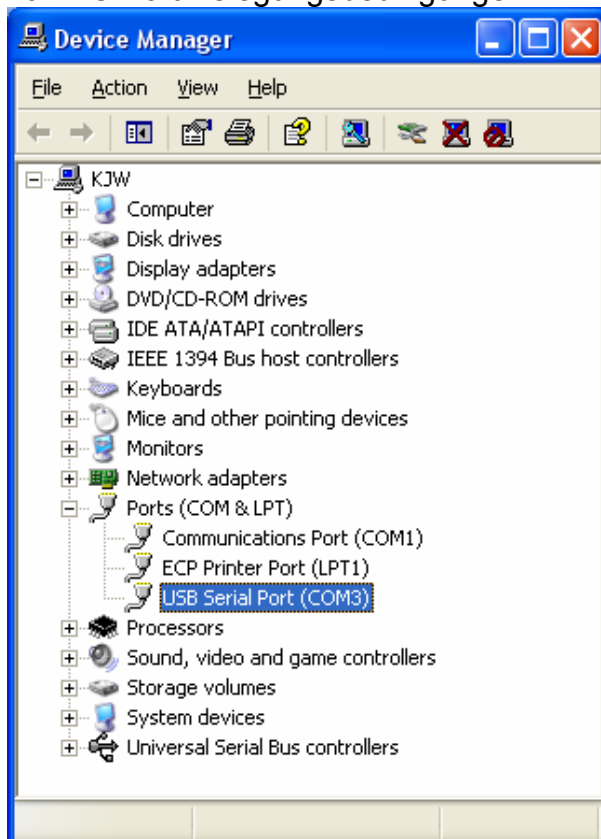 Device Manager
File Action View Help
KJW
Computer
Disk drives
Display adapters
DVD/CD-ROM drives
IDE ATA/ATAPI controllers
IEEE 1394 Bus host controllers
Keyboards
Mice and other pointing devices
Monitors
Network adapters
Ports (COM & LPT)
Communications Port (COM1)
ECP Printer Port (LPT1)
USB Serial Port (COM3)
Processors
Sound, video and game controllers
Storage volumes
System devices
Universal Serial Bus controllers